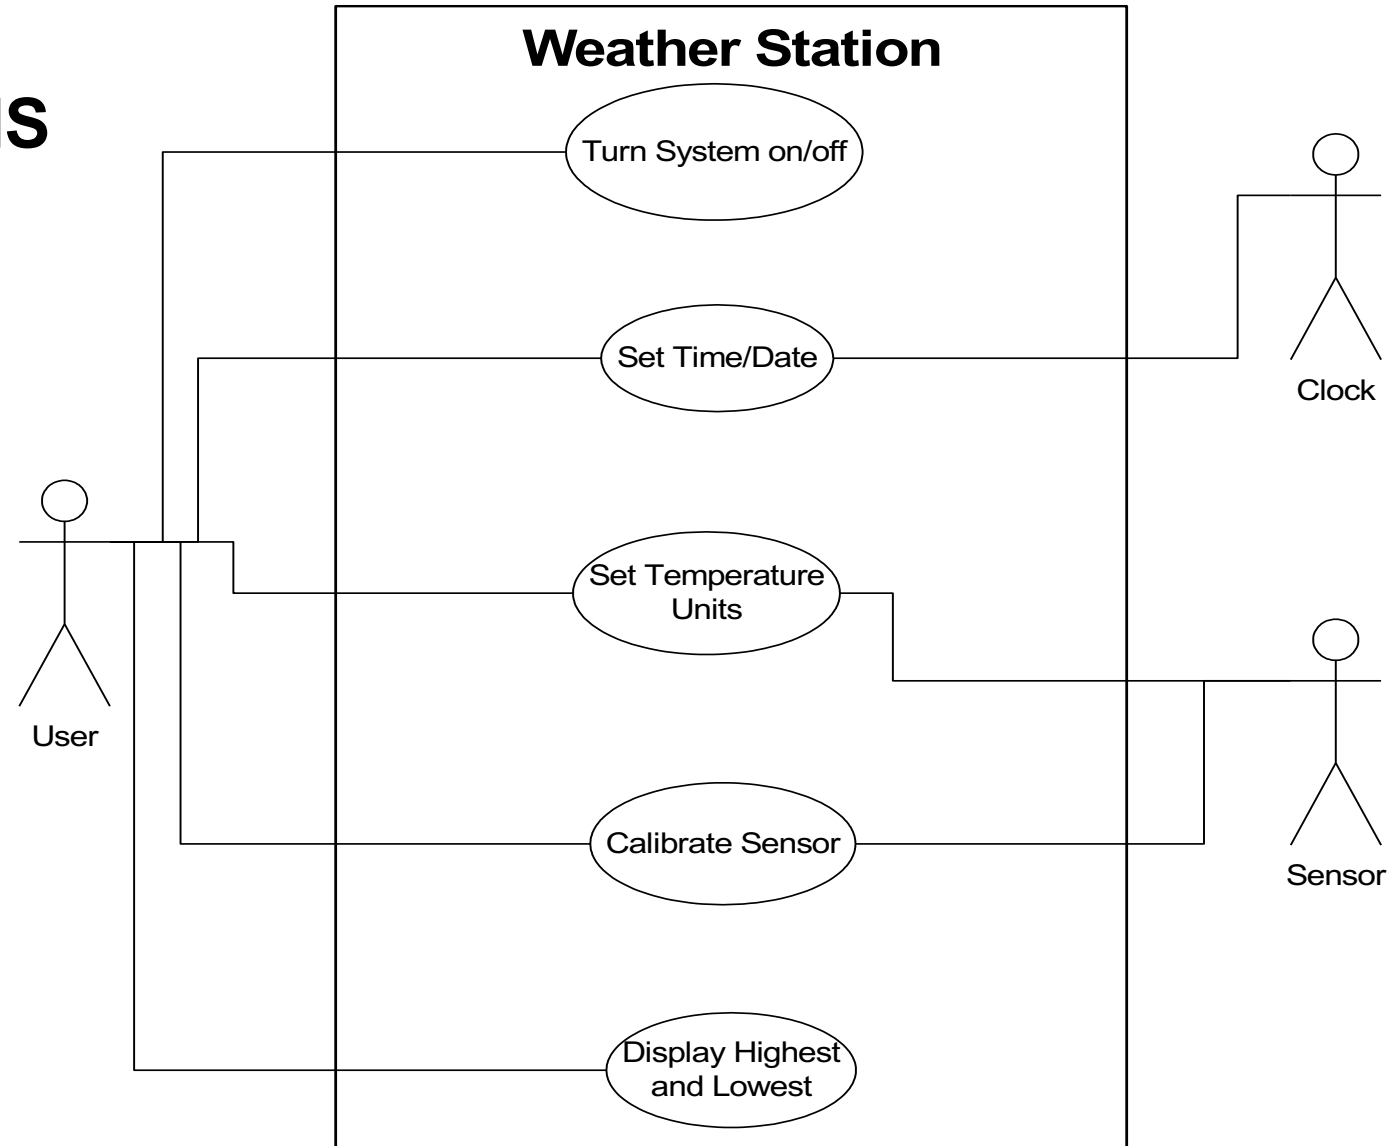 Weather Station
Turn System on/off
Set Time/Date
Clock
Set Temperature
Units
User
Calibrate Sensor
Sensor
Display Highest
and Lowest